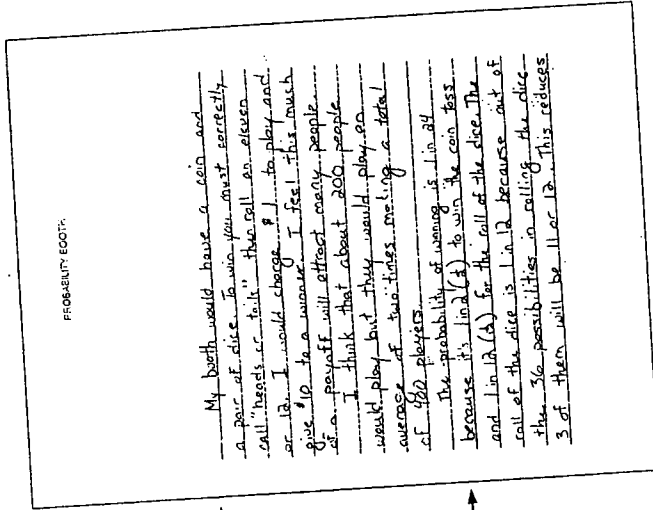 PROBABILITY BOOTH
My booth would have a coin and
a pair of dice. To win you must correctly
call "heads or tails" then roll an eleven
or 12. I would charge $1 to play and
give $10 to a winner. I feel this much
of a payoff will attract many people.
I think that about 200 people
would play but they would play an
average of two times making a total
of 400 players.
The probability of winning is 1 in 24
because it's 1 in 2 (½) to win the coin toss
and 1 in 12 (  ) for the roll of the dice. The
roll of the dice is 1 in 12 because out of
the 36 possibilities in rolling the dice
3 of them will be 11 or 12. This reduces